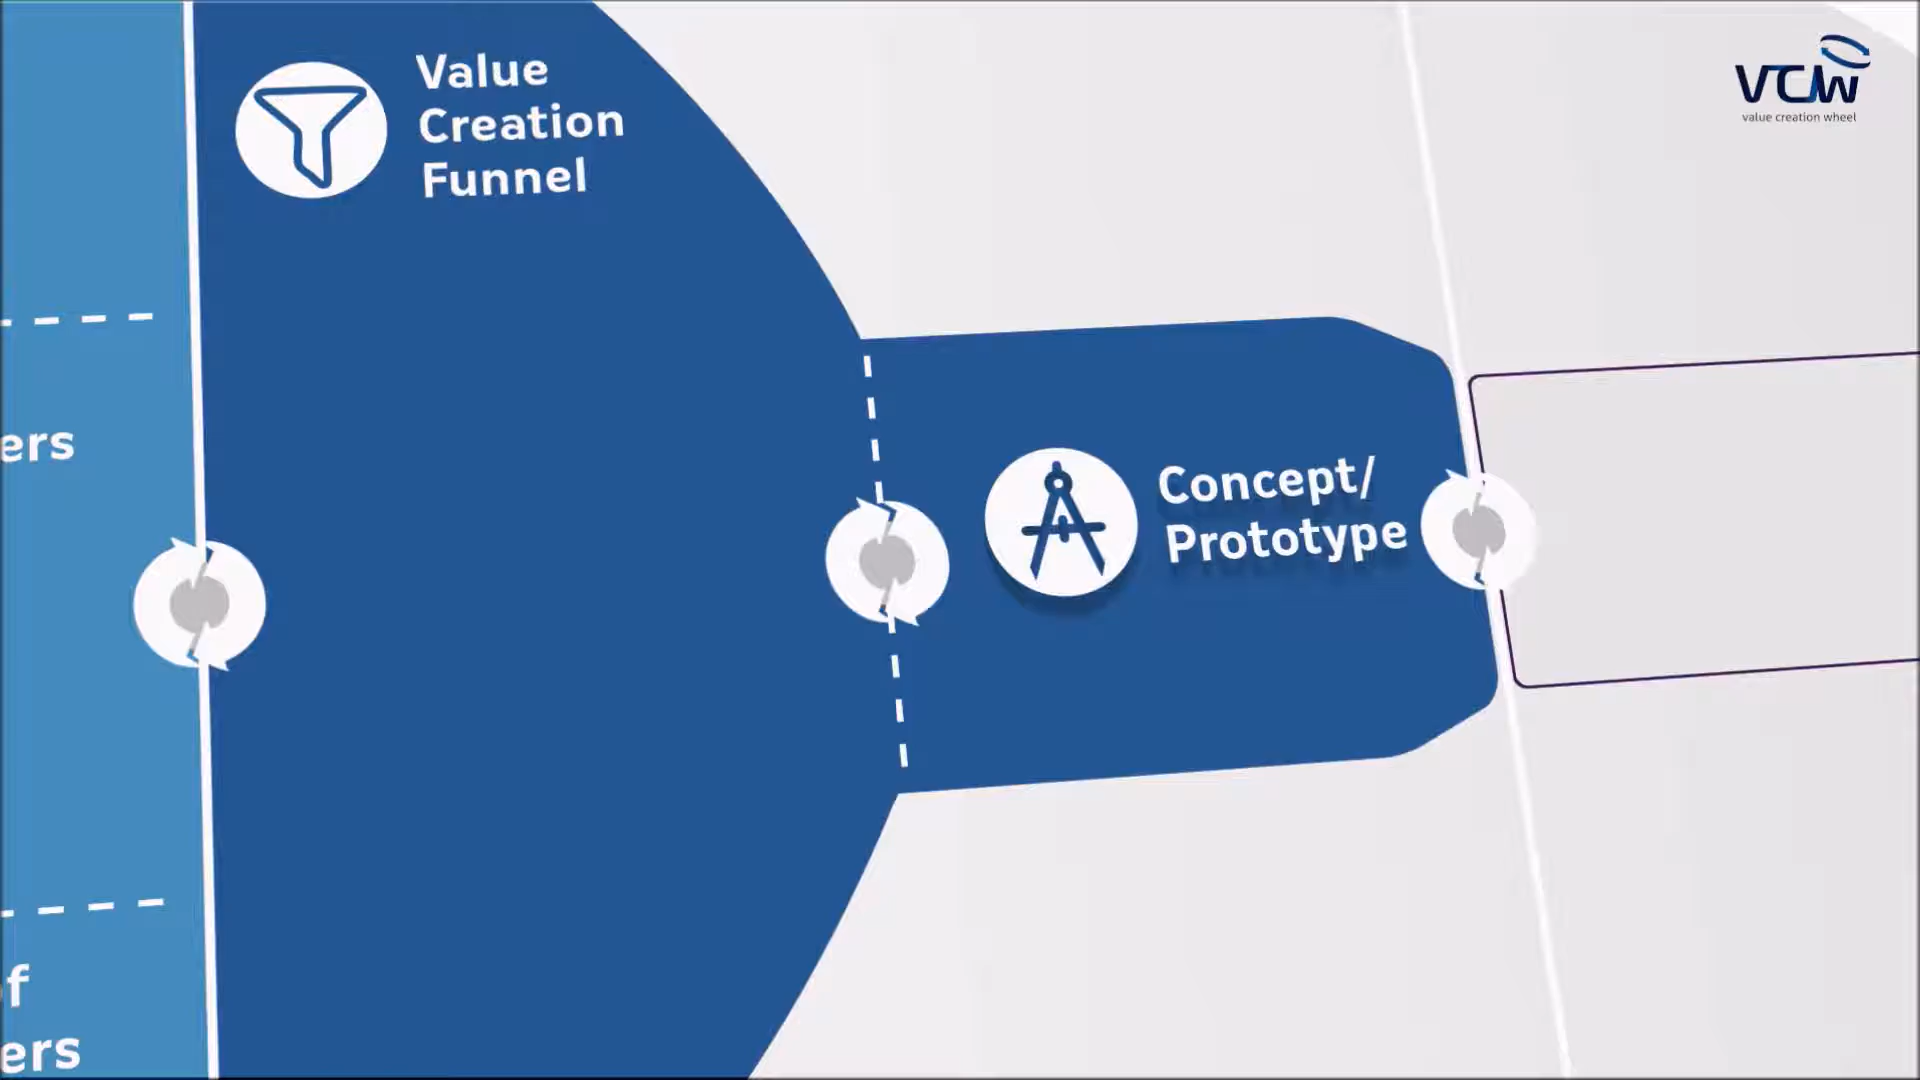 Value
Creation
Funnel
VCW
value creation wheel
ers
Concept/
Prototype
f
ers